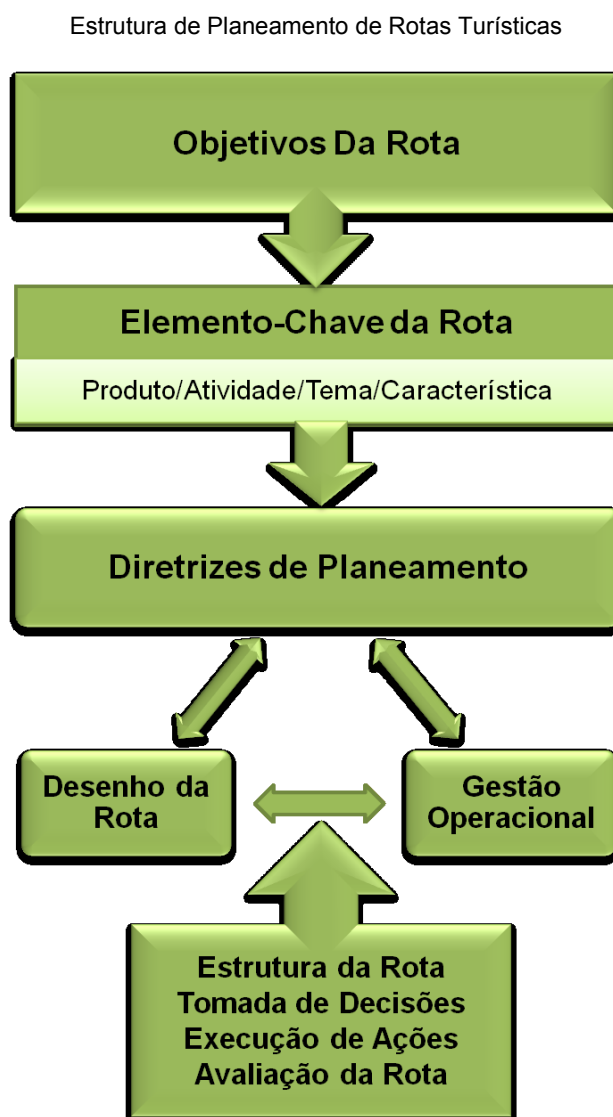 Estrutura de Planeamento de Rotas Turísticas
Objetivos Da Rota
Elemento-Chave da Rota
Produto/Atividade/Tema/Característica
Diretrizes de Planeamento
Desenho da
Rota
Gestão
Operacional
Estrutura da Rota
Tomada de Decisões
Execução de Ações
Avaliação da Rota